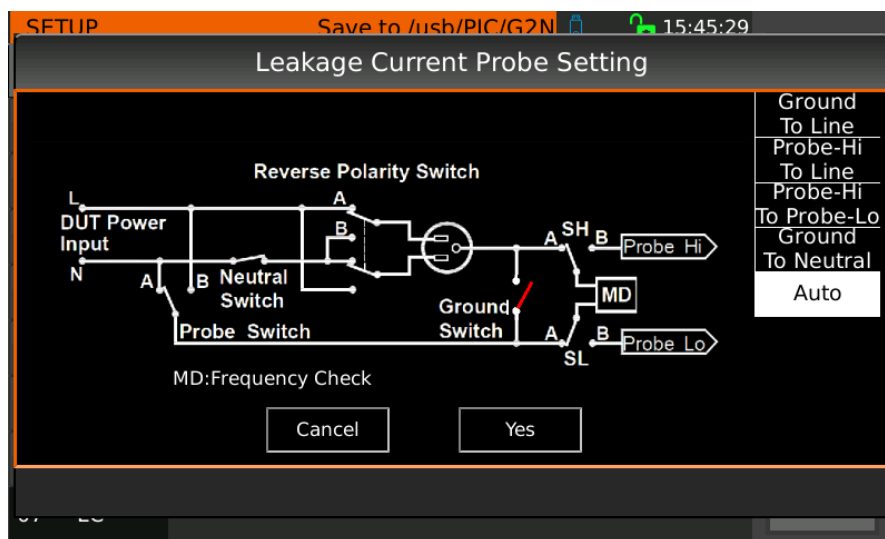 SETUP
Save to /usb/PIC/G2N
15:45:29
Leakage Current Probe Setting
Ground
To Line
Probe-Hi
To Line
Probe-Hi
To Probe-Lo
Ground
To Neutral
Auto
Reverse Polarity Switch
L
A
DUT Power
Input
B
SH
A
B
Probe Hi
N
A
B
Neutral
Switch
MD
Ground
Switch
Probe Switch
A
B
Probe Lo
SL
MD:Frequency Check
Cancel
Yes